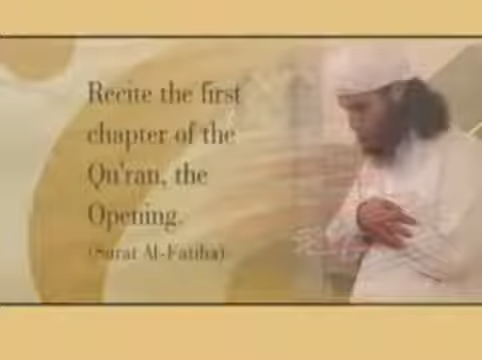 Recite the first
chapter of the
Qu'ran, the
Opening.
(Surat Al-Fatiha)